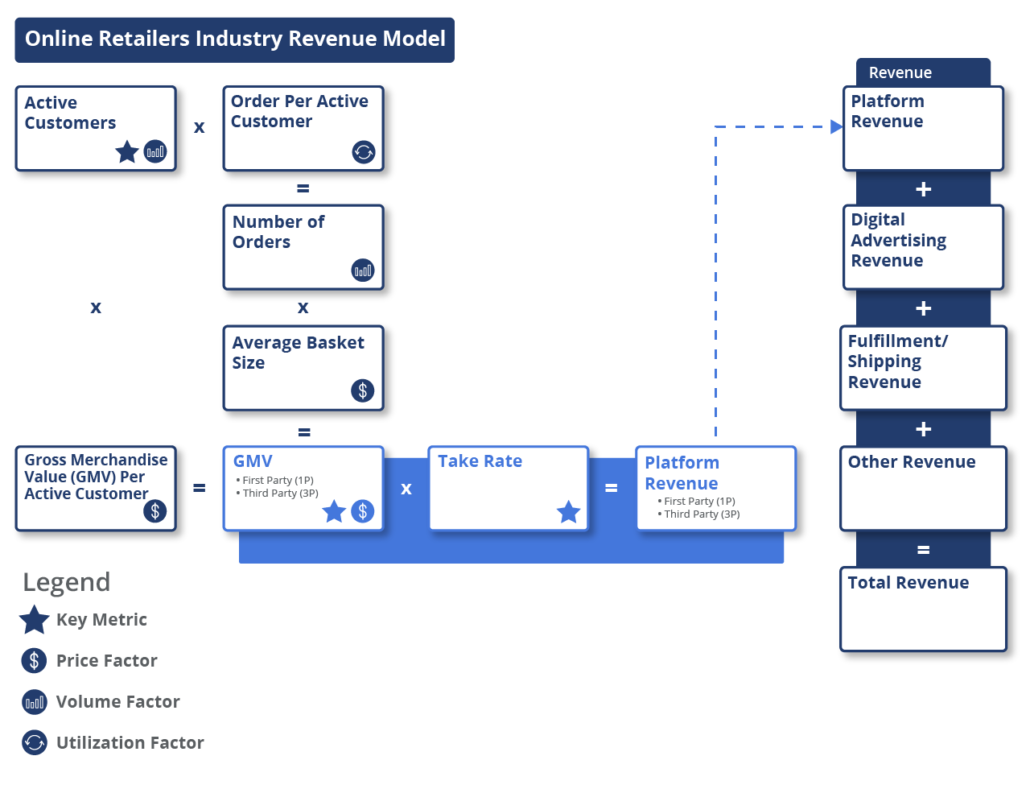 Online Retailers Industry Revenue Model
Revenue
Active
Customers
x
Order Per Active
Customer
=
Number of
Orders
x
x
Average Basket
Size
=
Gross Merchandise
Value (GMV) Per
Active Customer
$
=
GMV
• First Party (1P)
• Third Party (3P)
$
x
Take Rate
=
Platform
Revenue
• First Party (1P)
• Third Party (3P)
Platform
Revenue
+
Digital
Advertising
Revenue
+
Fulfillment/
Shipping
Revenue
+
Other Revenue
=
Total Revenue
Legend
Key Metric
$ Price Factor
Volume Factor
Utilization Factor